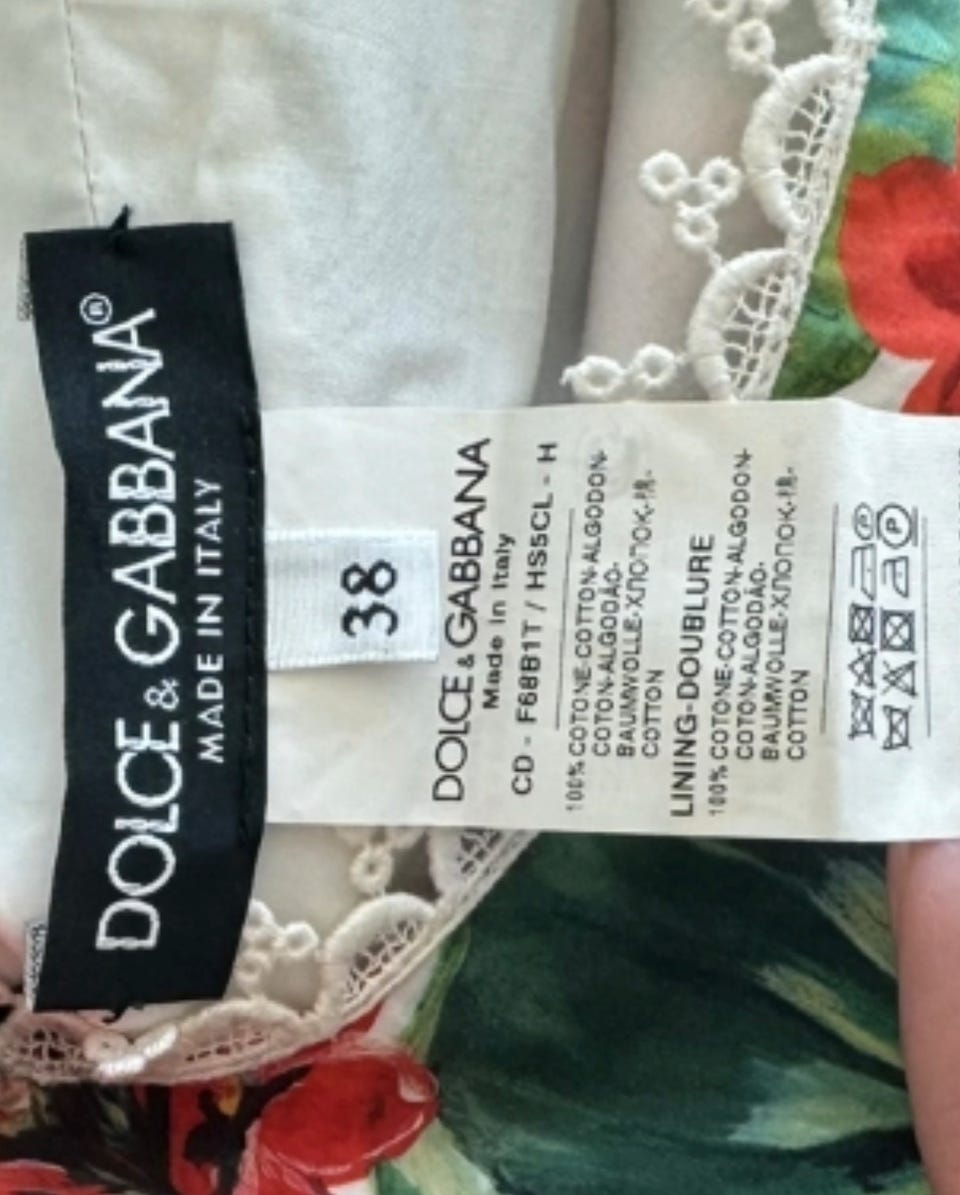 DOLCE & GABBANA®
MADE IN ITALY
38
DOLCE & GABBANA
Made in Italy
CD - F68B1T / HS5CL - H
100% COTONE-COTTON-ALGODON-
COTON-ALGODÃO-
BAUMWOLLE-ХЛОПОК-棉-
COTTON
LINING-DOUBLURE
100% COTONE-COTTON-ALGODON-
COTON-ALGODÃO-
BAUMWOLLE-ХЛОПОК-棉-
COTTON